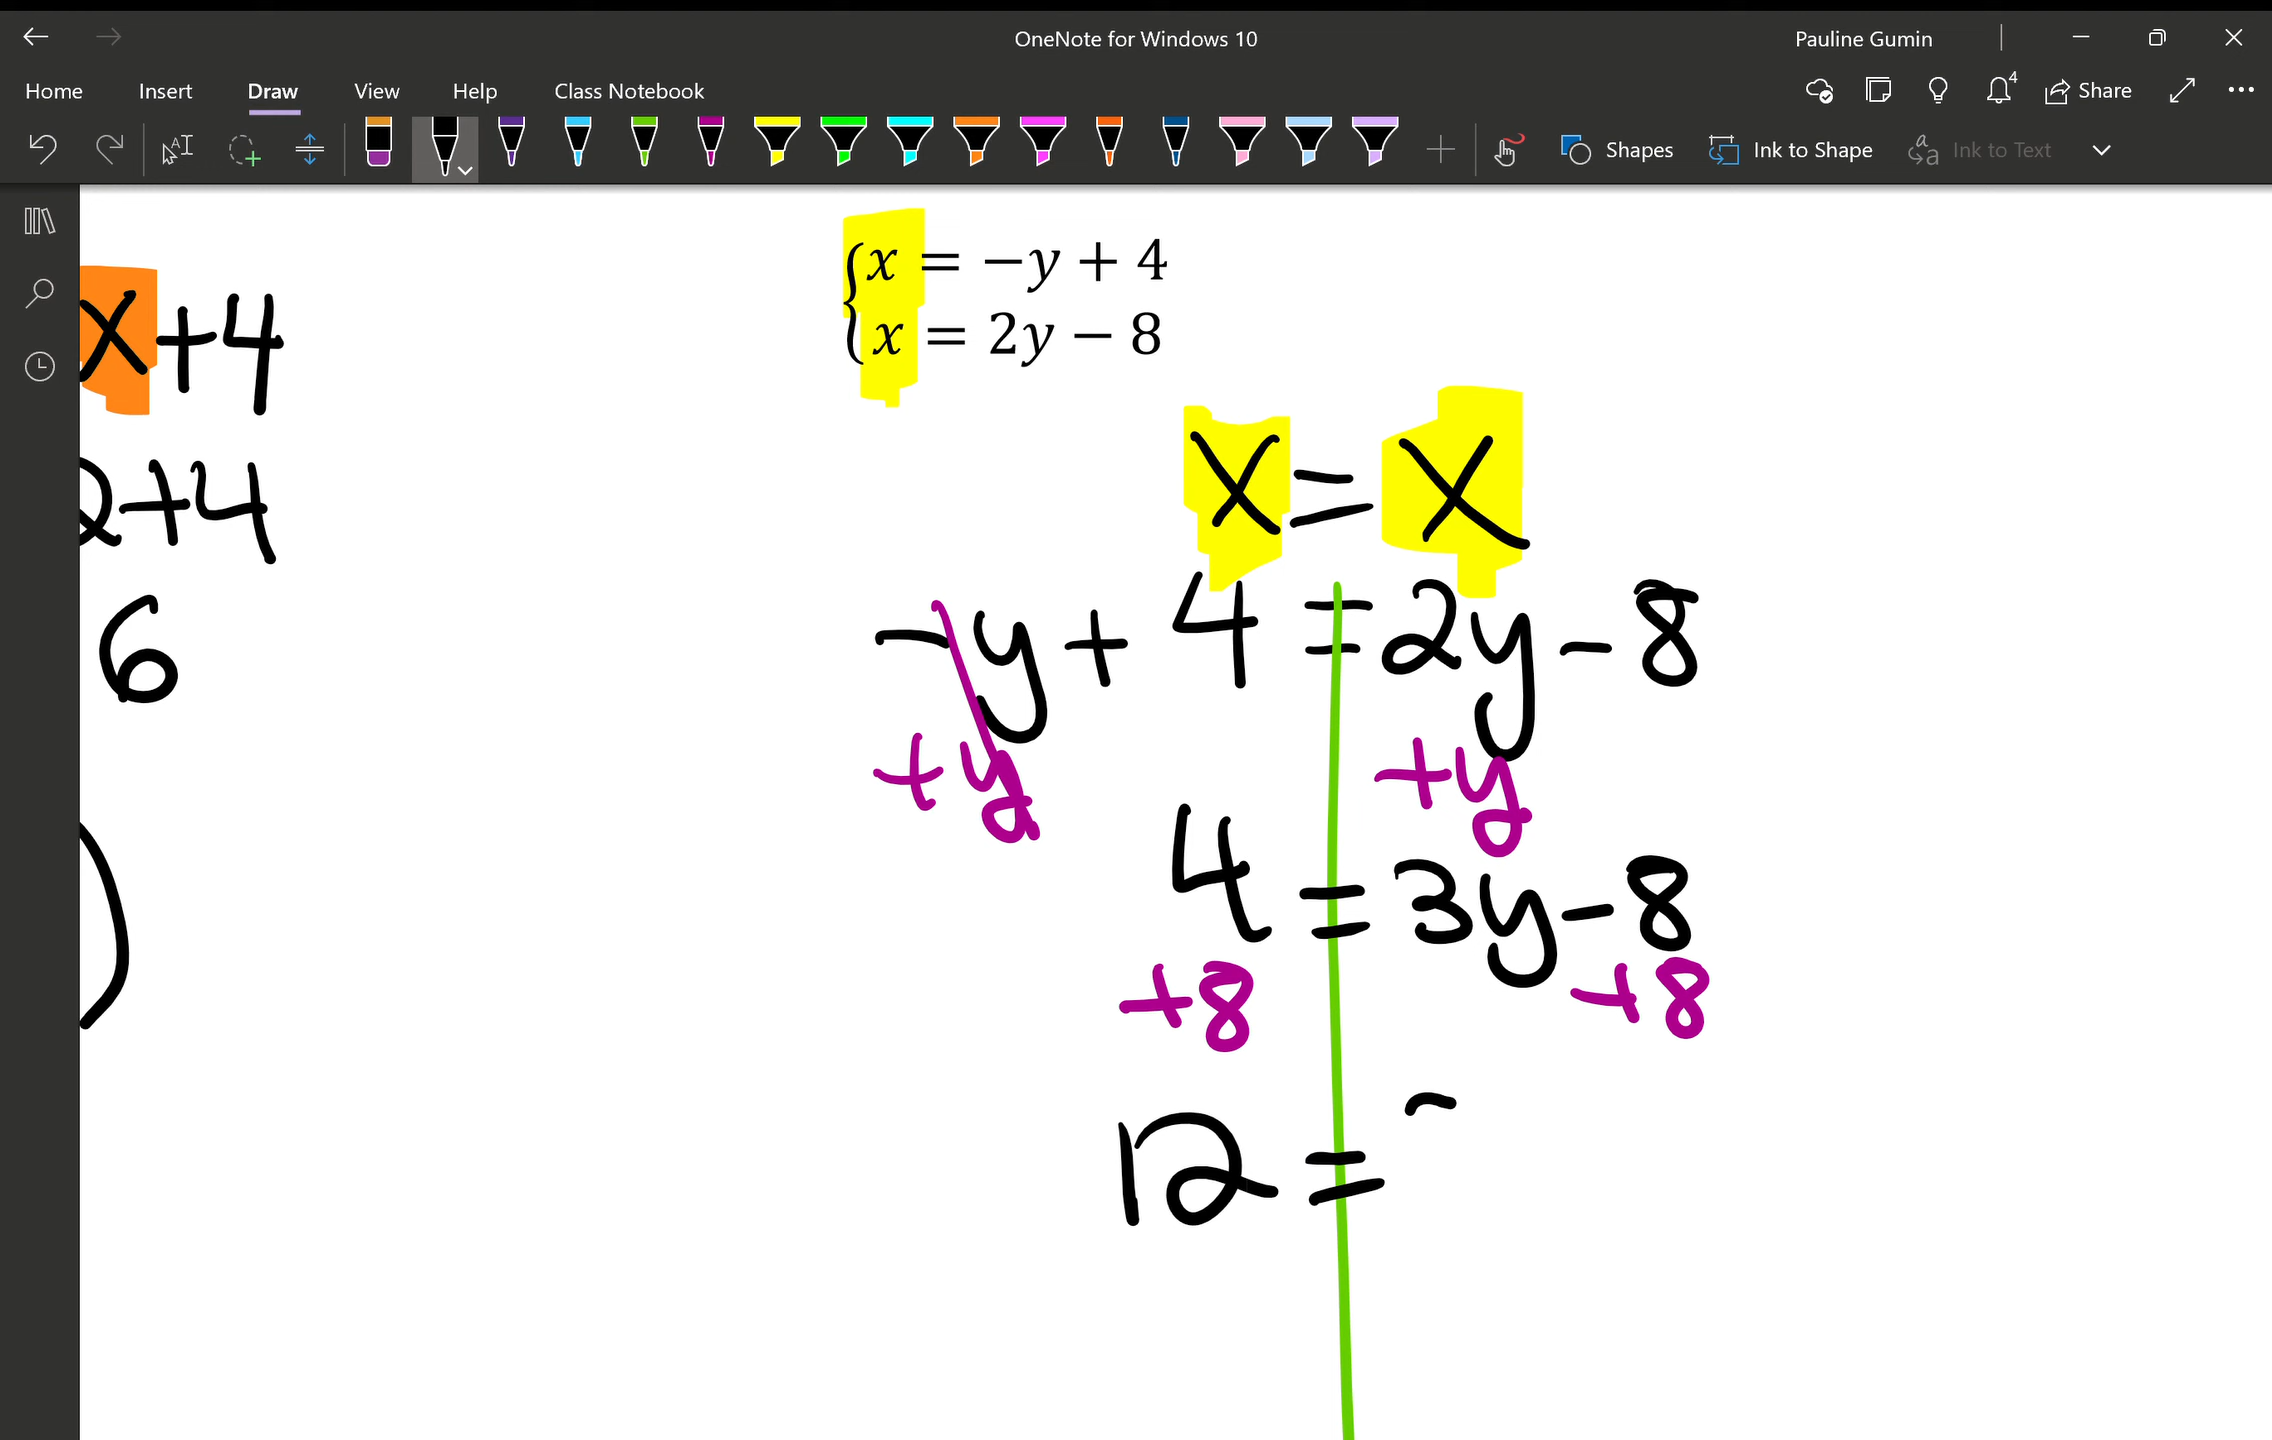 OneNote for Windows 10
Pauline Gumin
Home Insert Draw View Help Class Notebook
4
Share
Shapes
Ink to Shape
Ink to Text
x = −y + 4
x = 2y − 8
x+4
2+4
6
)
x = x
-y + 4 = 2y - 8
+y +y
4 = 3y - 8
+8 +8
12 =